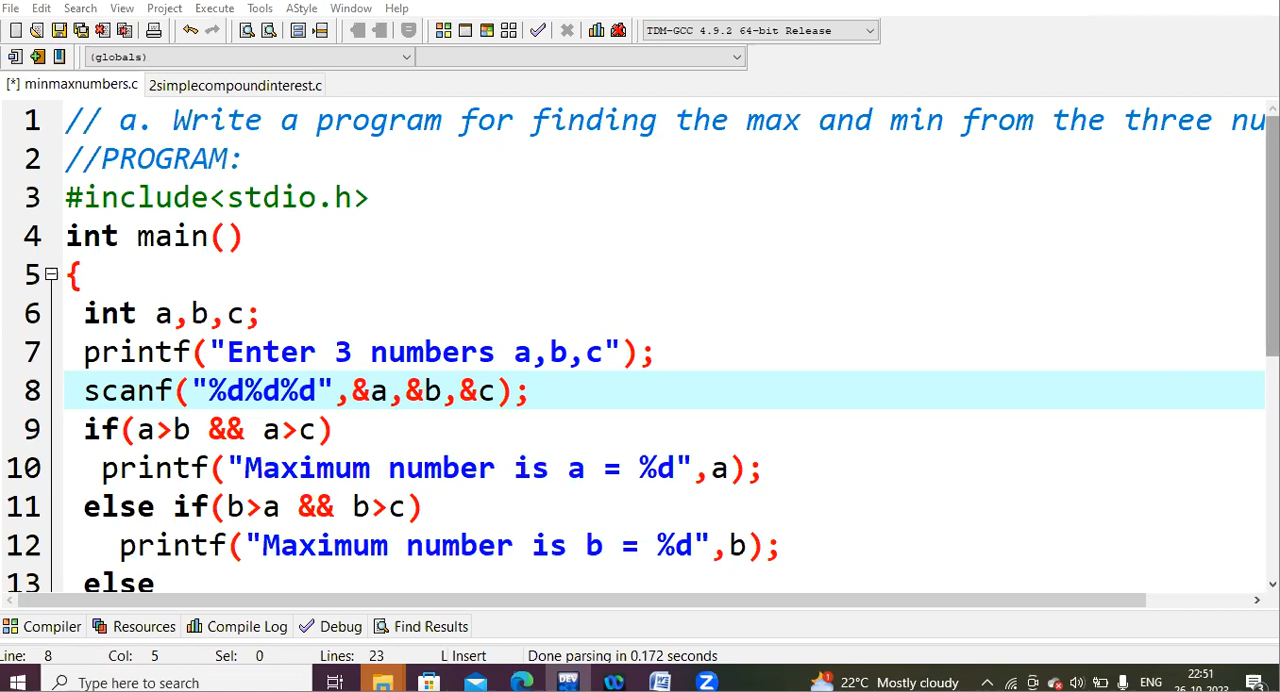 File Edit Search View Project Execute Tools AStyle Window Help
TDM-GCC 4.9.2 64-bit Release
(globals)
[*] minmaxnumbers.c 2simplecompoundinterest.c
1 // a. Write a program for finding the max and min from the three nu
2 //PROGRAM:
3 #include<stdio.h>
4 int main()
5 {
6 int a,b,c;
7 printf("Enter 3 numbers a,b,c");
8 scanf("%d%d%d",&a,&b,&c);
9 if(a>b && a>c)
10 printf("Maximum number is a = %d",a);
11 else if(b>a && b>c)
12 printf("Maximum number is b = %d",b);
13 else
Compiler Resources Compile Log Debug Find Results
Line: 8 Col: 5 Sel: 0 Lines: 23 L Insert Done parsing in 0.172 seconds
Type here to search DEV 22°C Mostly cloudy ENG 22:51